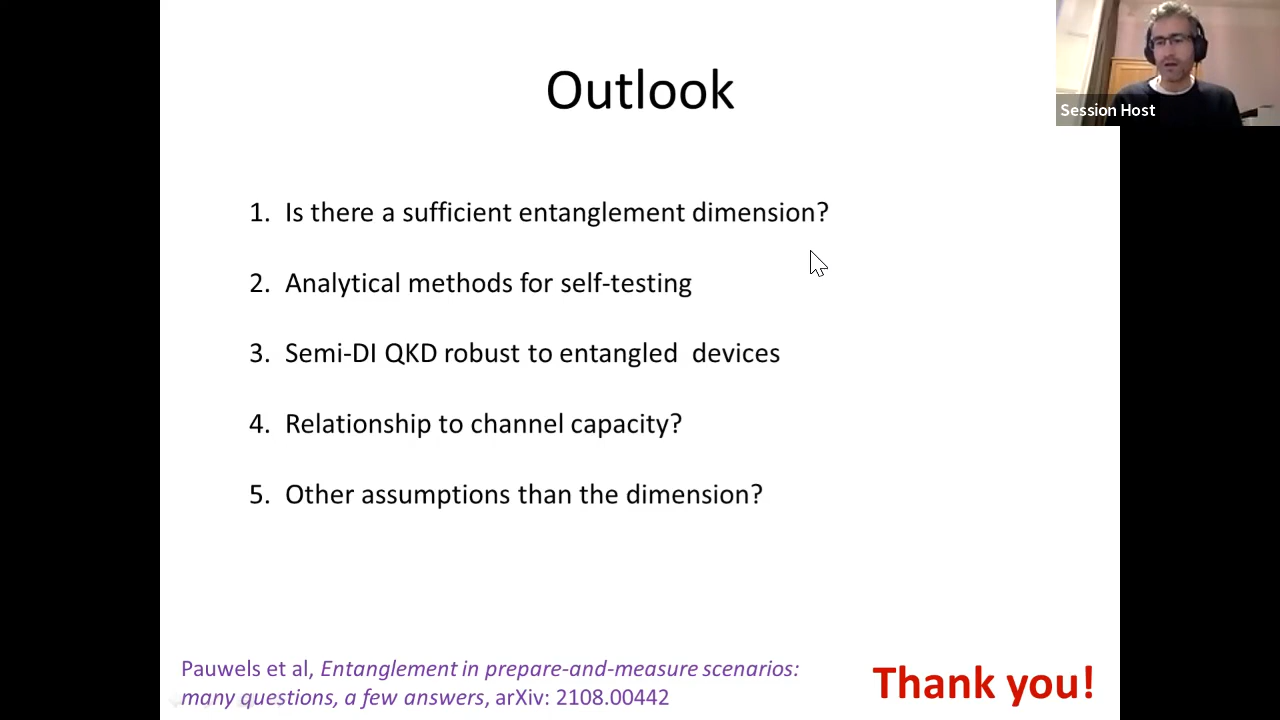 Outlook
Session Host
1. Is there a sufficient entanglement dimension?
2. Analytical methods for self-testing
3. Semi-DI QKD robust to entangled  devices
4. Relationship to channel capacity?
5. Other assumptions than the dimension?
Pauwels et al, Entanglement in prepare-and-measure scenarios:
many questions, a few answers, arXiv: 2108.00442
Thank you!